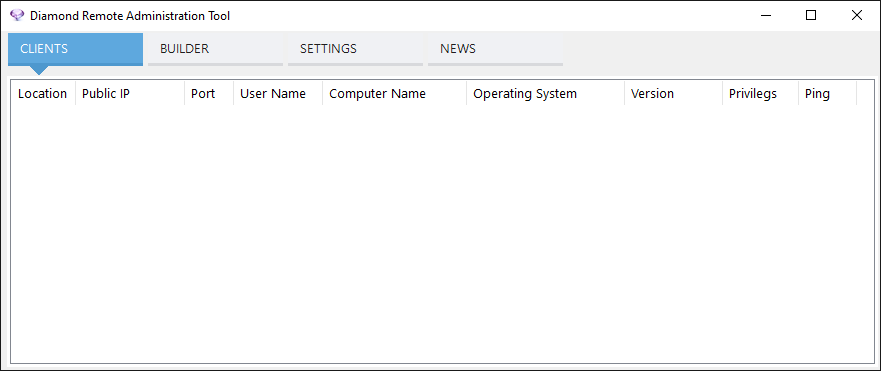 Diamond Remote Administration Tool
CLIENTS BUILDER SETTINGS NEWS
Location Public IP Port User Name Computer Name Operating System Version Privilegs Ping